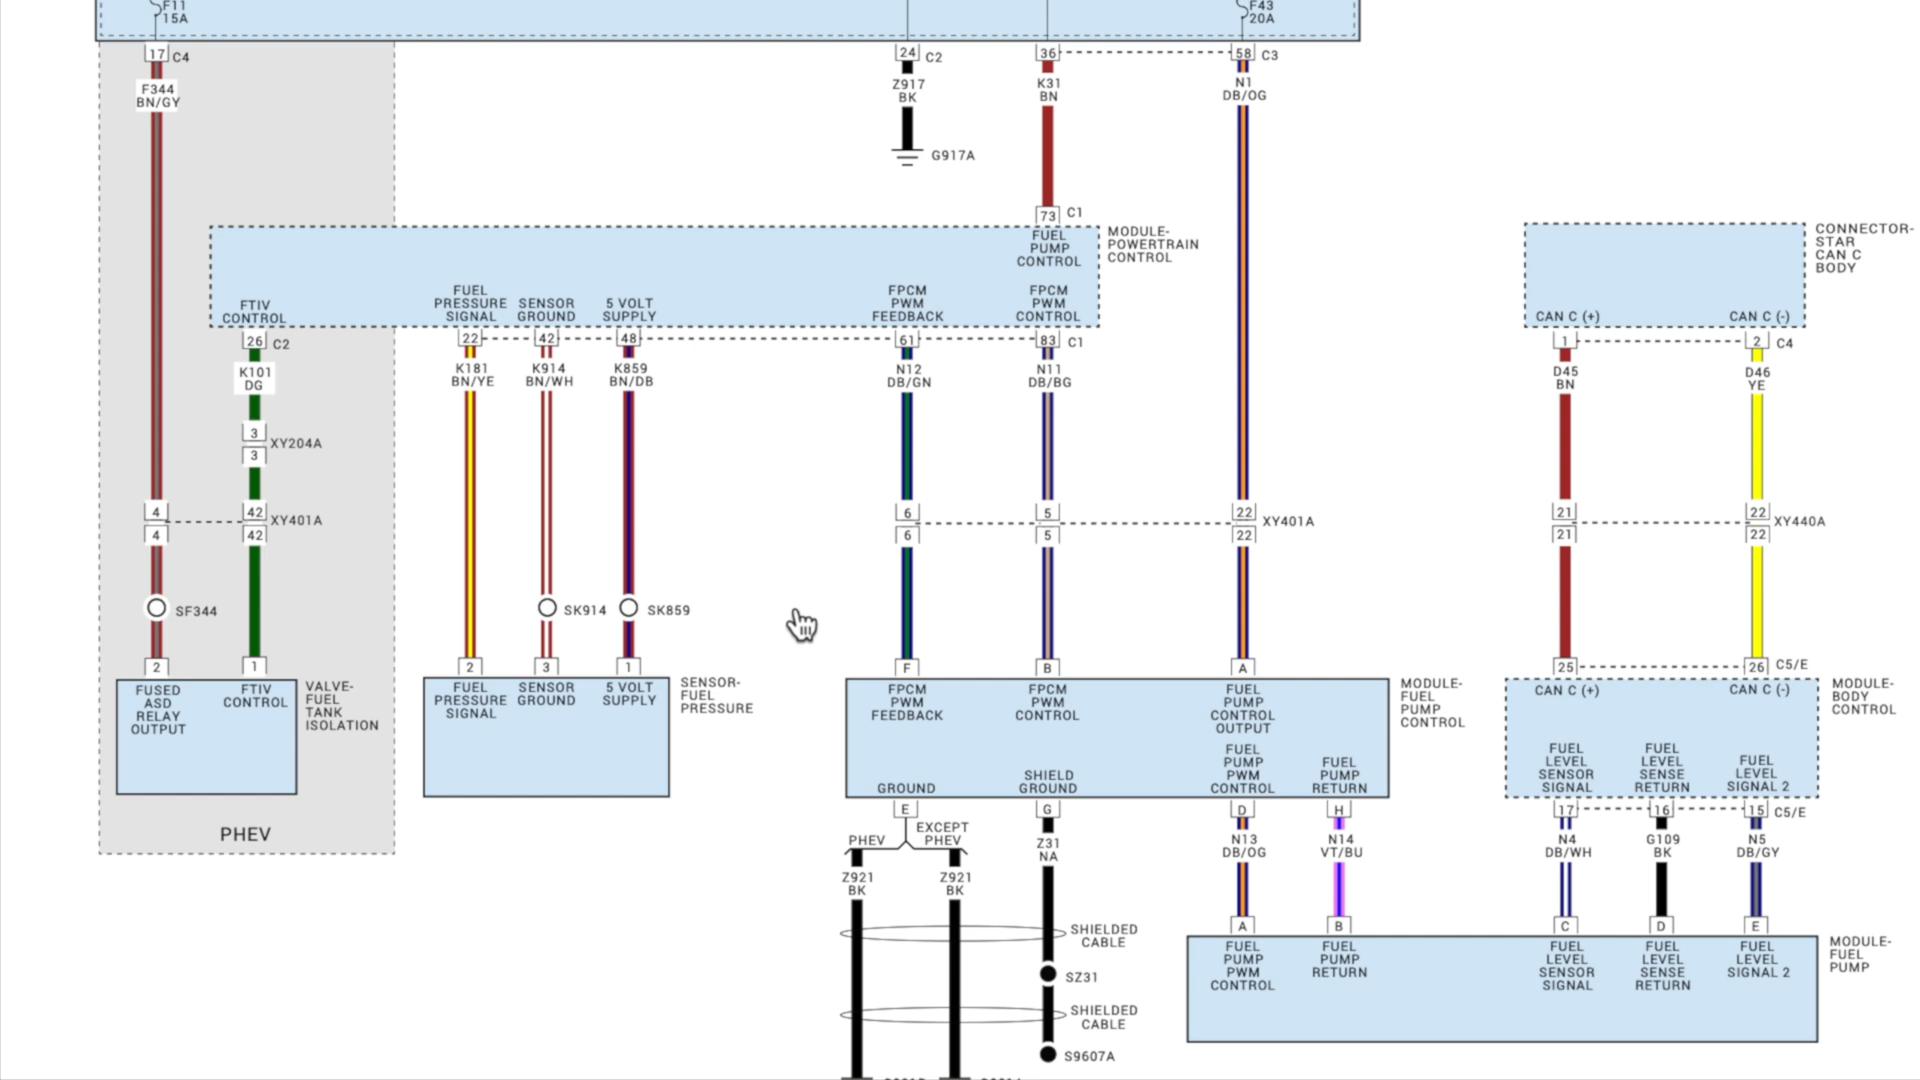 F11
15A
F43
20A
17 C4
24 C2
36
58 C3
F344
BN/GY
Z917
BK
K31
BN
N1
DB/OG
G917A
73 C1
MODULE-
POWERTRAIN
CONTROL
FUEL
PUMP
CONTROL
CONNECTOR-
STAR
CAN C
BODY
FTIV
CONTROL
FUEL
PRESSURE
SIGNAL
SENSOR
GROUND
5 VOLT
SUPPLY
FPCM
PWM
FEEDBACK
FPCM
PWM
CONTROL
CAN C (+)
CAN C (-)
26 C2
22
42
48
61
83 C1
1
2 C4
K101
DG
K181
BN/YE
K914
BN/WH
K859
BN/DB
N12
DB/GN
N11
DB/BG
D45
BN
D46
YE
3
XY204A
3
4
42
XY401A
4
42
6
5
22
XY401A
6
5
22
21
22
XY440A
21
22
SF344
SK914
SK859
2
1
2
3
1
F
B
A
25
26 C5/E
FUSED
ASD
RELAY
OUTPUT
FTIV
CONTROL
VALVE-
FUEL
TANK
ISOLATION
FUEL
PRESSURE
SIGNAL
SENSOR
GROUND
5 VOLT
SUPPLY
SENSOR-
FUEL
PRESSURE
FPCM
PWM
FEEDBACK
FPCM
PWM
CONTROL
FUEL
PUMP
CONTROL
OUTPUT
MODULE-
FUEL
PUMP
CONTROL
CAN C (+)
CAN C (-)
MODULE-
BODY
CONTROL
GROUND
SHIELD
GROUND
FUEL
PUMP
PWM
CONTROL
FUEL
PUMP
RETURN
FUEL
LEVEL
SENSOR
SIGNAL
FUEL
LEVEL
SENSE
RETURN
FUEL
LEVEL
SIGNAL 2
PHEV
E
G
D
H
17
16
15 C5/E
PHEV
EXCEPT
PHEV
Z31
NA
N13
DB/OG
N14
VT/BU
N4
DB/WH
G109
BK
N5
DB/GY
Z921
BK
Z921
BK
SHIELDED
CABLE
A
B
C
D
E
FUEL
PUMP
PWM
CONTROL
FUEL
PUMP
RETURN
FUEL
LEVEL
SENSOR
SIGNAL
FUEL
LEVEL
SENSE
RETURN
FUEL
LEVEL
SIGNAL 2
MODULE-
FUEL
PUMP
SZ31
SHIELDED
CABLE
S9607A